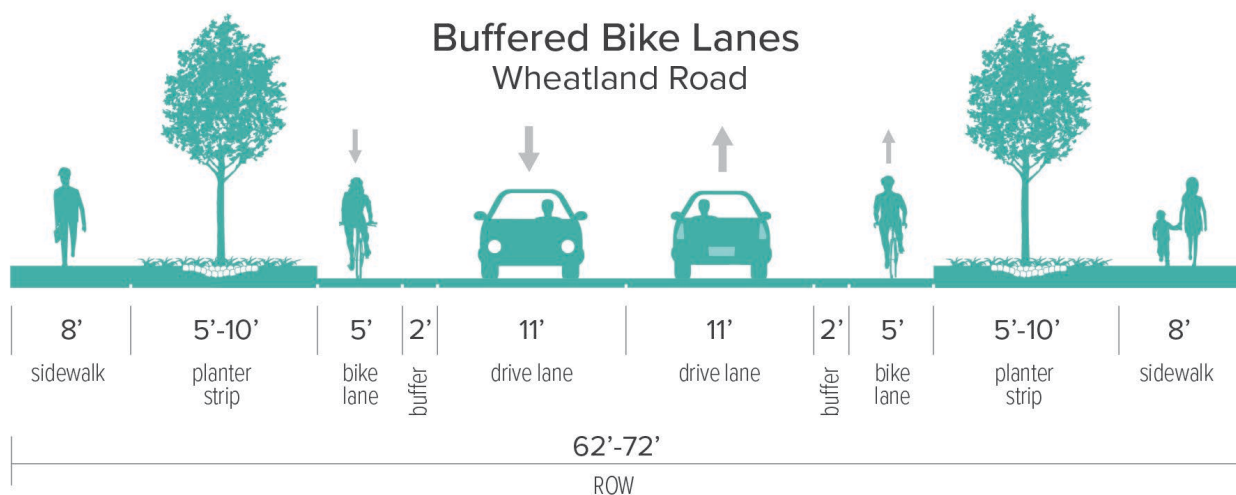 Buffered Bike Lanes
Wheatland Road
8’ 5’-10’ 5’ 2’ 11’ 11’ 2’ 5’ 5’-10’ 8’
sidewalk planter strip bike lane buffer drive lane drive lane buffer bike lane planter strip sidewalk
62’-72’
ROW